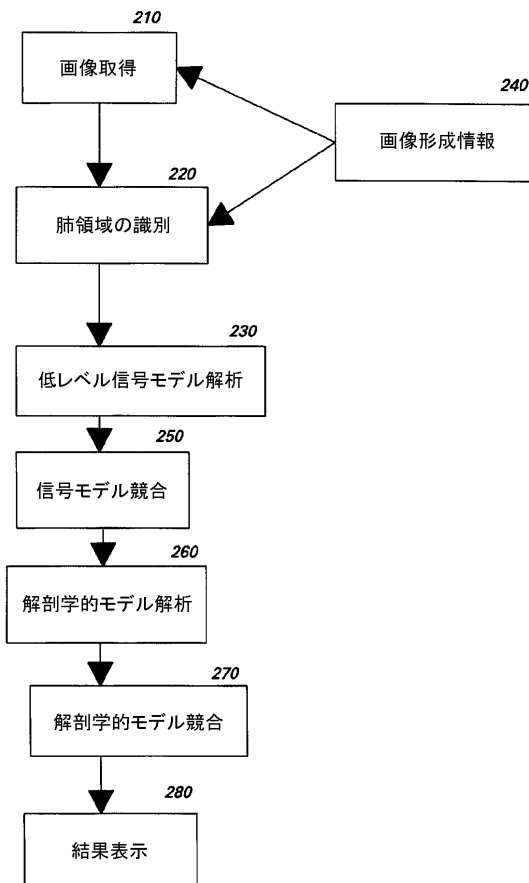 210
画像取得
240
画像形成情報
220
肺領域の識別
230
低レベル信号モデル解析
250
信号モデル競合
260
解剖学的モデル解析
270
解剖学的モデル競合
280
結果表示